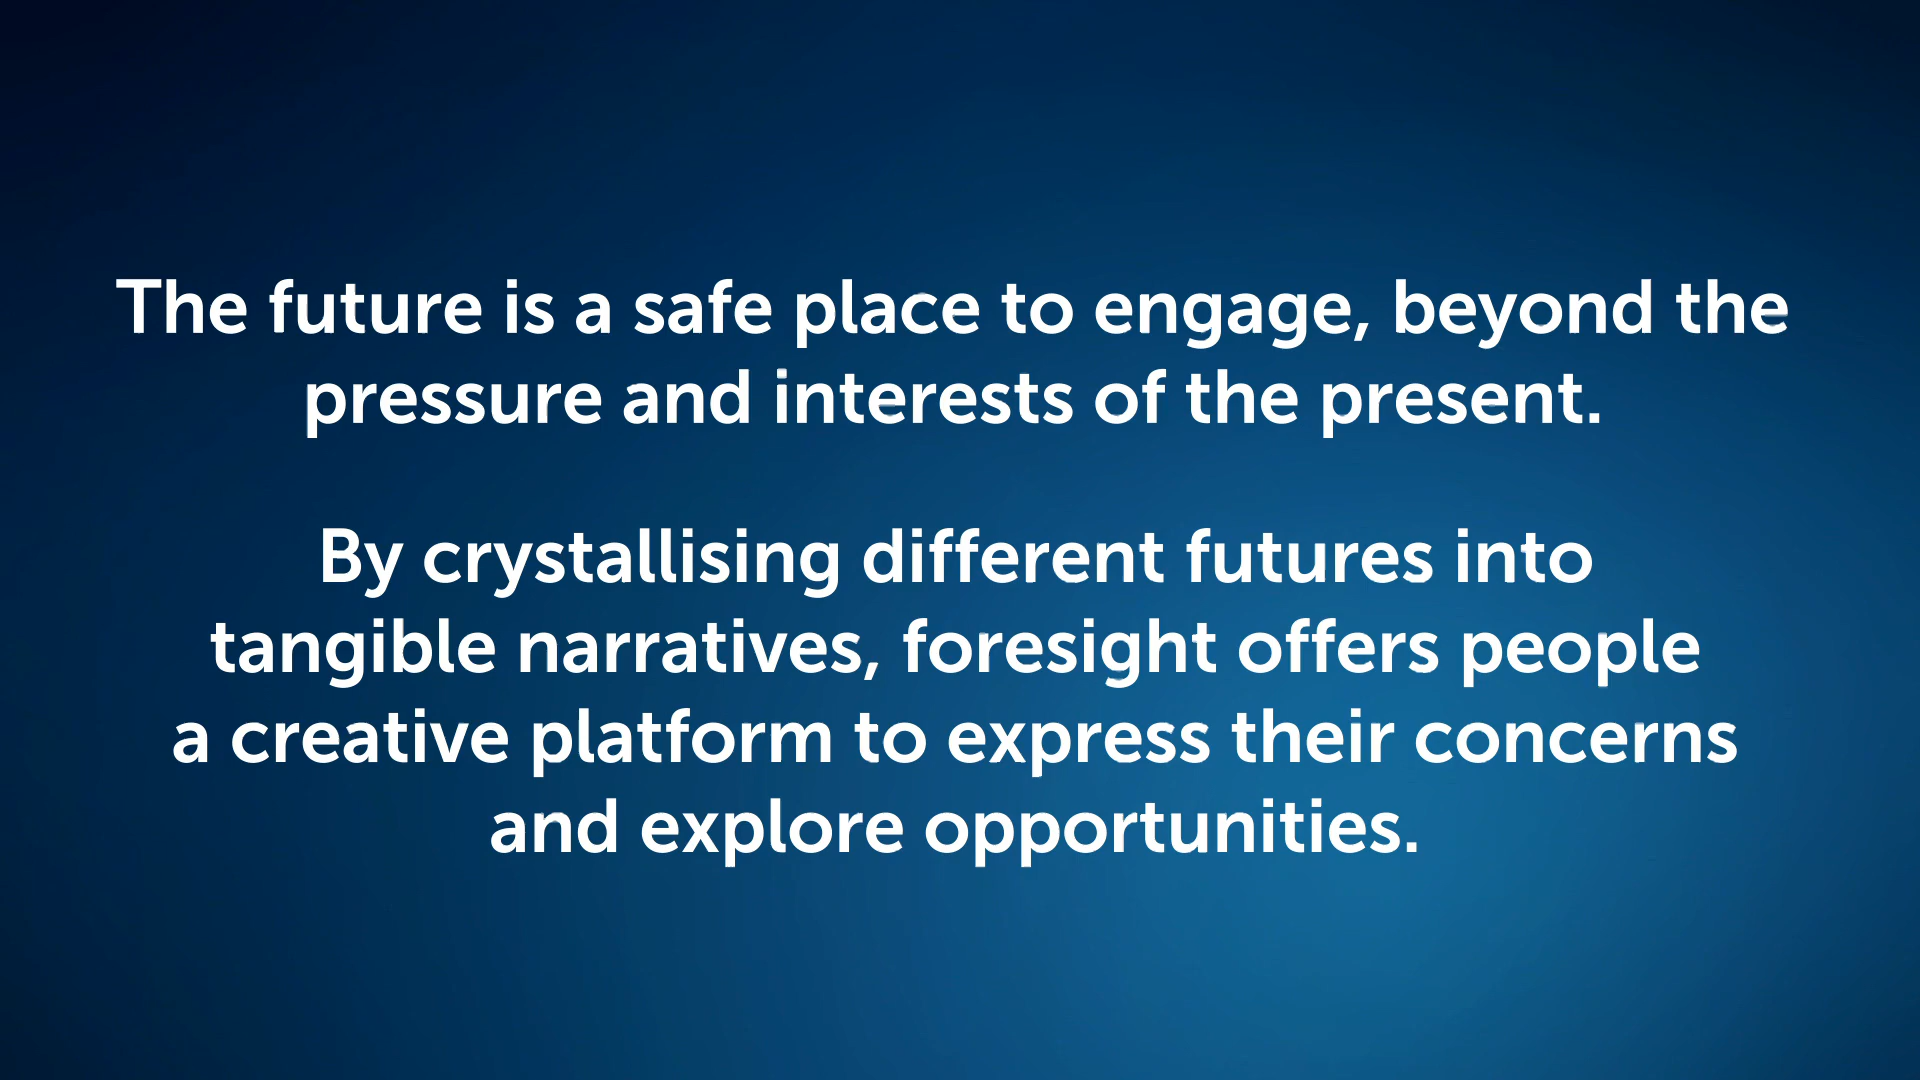 The future is a safe place to engage, beyond the
pressure and interests of the present.
By crystallising different futures into
tangible narratives, foresight offers people
a creative platform to express their concerns
and explore opportunities.